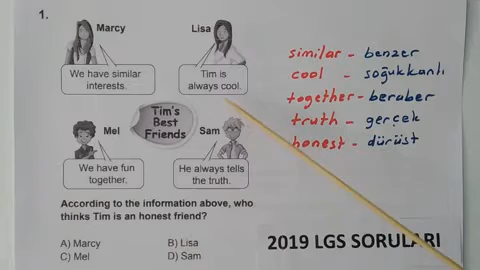 1.
Marcy
We have similar
interests.
Lisa
Tim is
always cool.
Tim's
Best
Friends
Mel
We have fun
together.
Sam
He always tells
the truth.
According to the information above, who
thinks Tim is an honest friend?
A) Marcy B) Lisa
C) Mel D) Sam
similar - benzer
cool - soğukkanlı
together - beraber
truth - gerçek
honest - dürüst
2019 LGS SORULARI